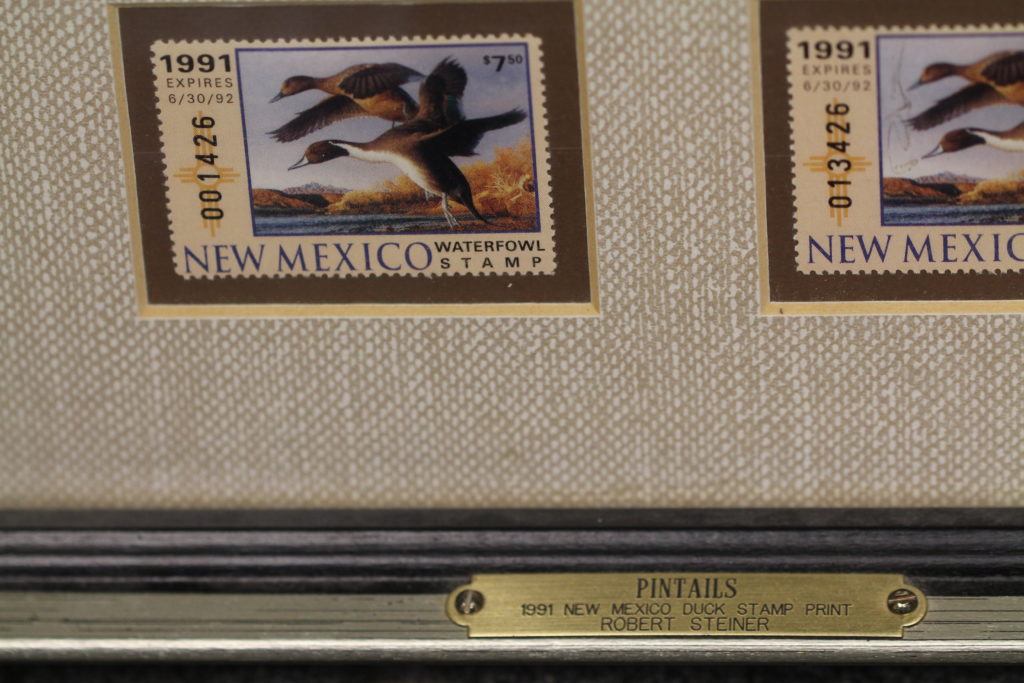 1991
EXPIRES
6/30/92
001426
$7.50
NEW MEXICO
WATERFOWL
STAMP
1991
EXPIRES
6/30/92
013426
NEW MEXIC
PINTAILS
1991 NEW MEXICO DUCK STAMP PRINT
ROBERT STEINER